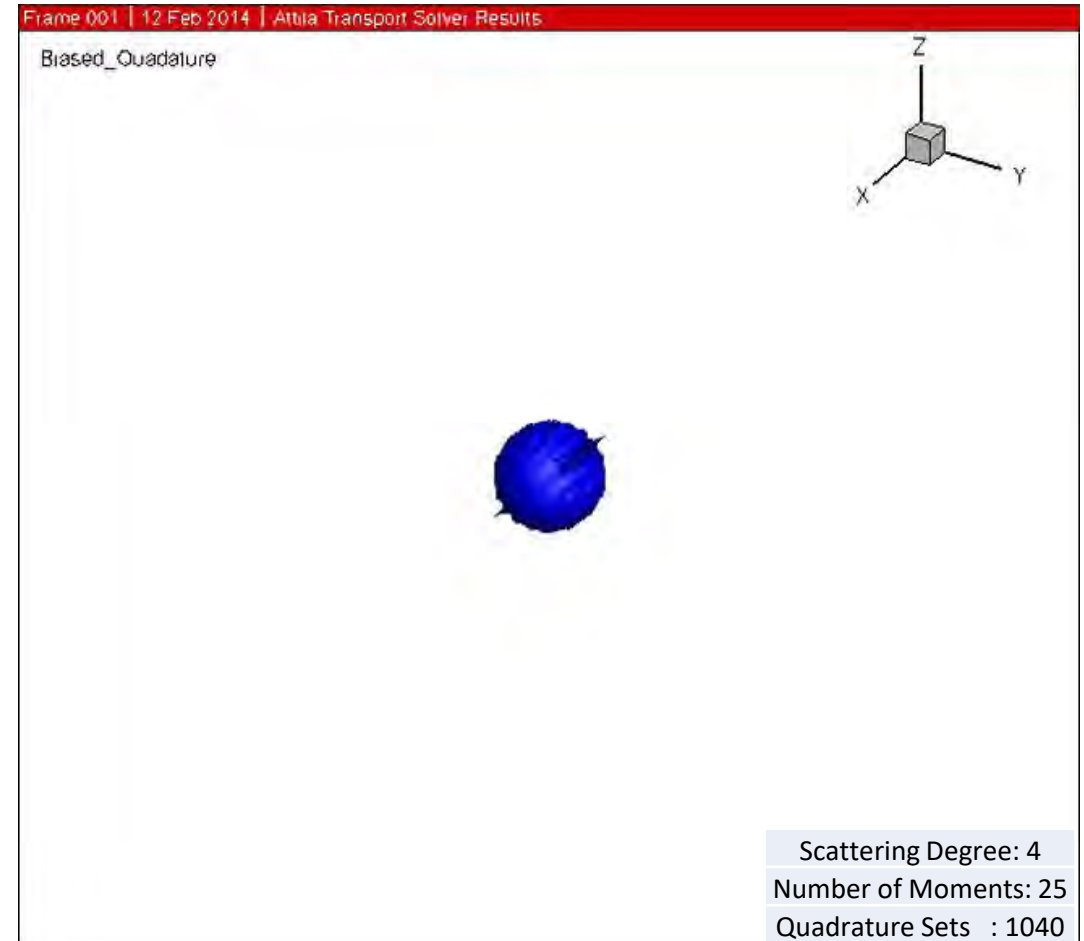 Frame 001 | 12 Feb 2014 | Attila Transport Solver Results
Biased_Quadature
Z
X
Y
Scattering Degree: 4
Number of Moments: 25
Quadrature Sets : 1040